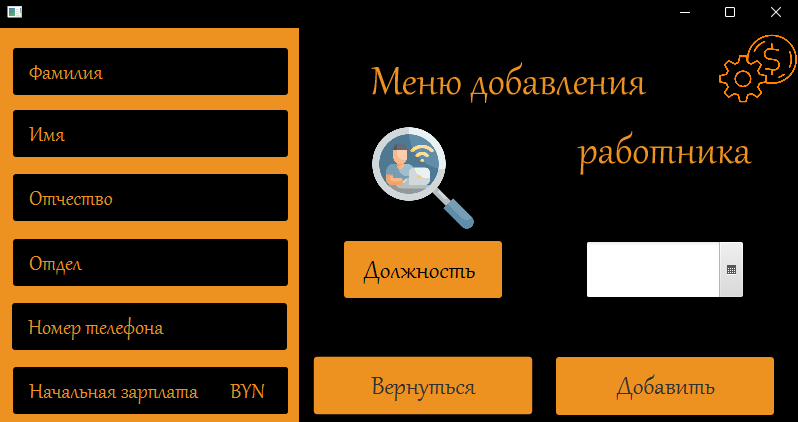 Фамилия
Имя
Отчество
Отдел
Номер телефона
Начальная зарплата BYN
Меню добавления
работника
Должность
Вернуться
Добавить